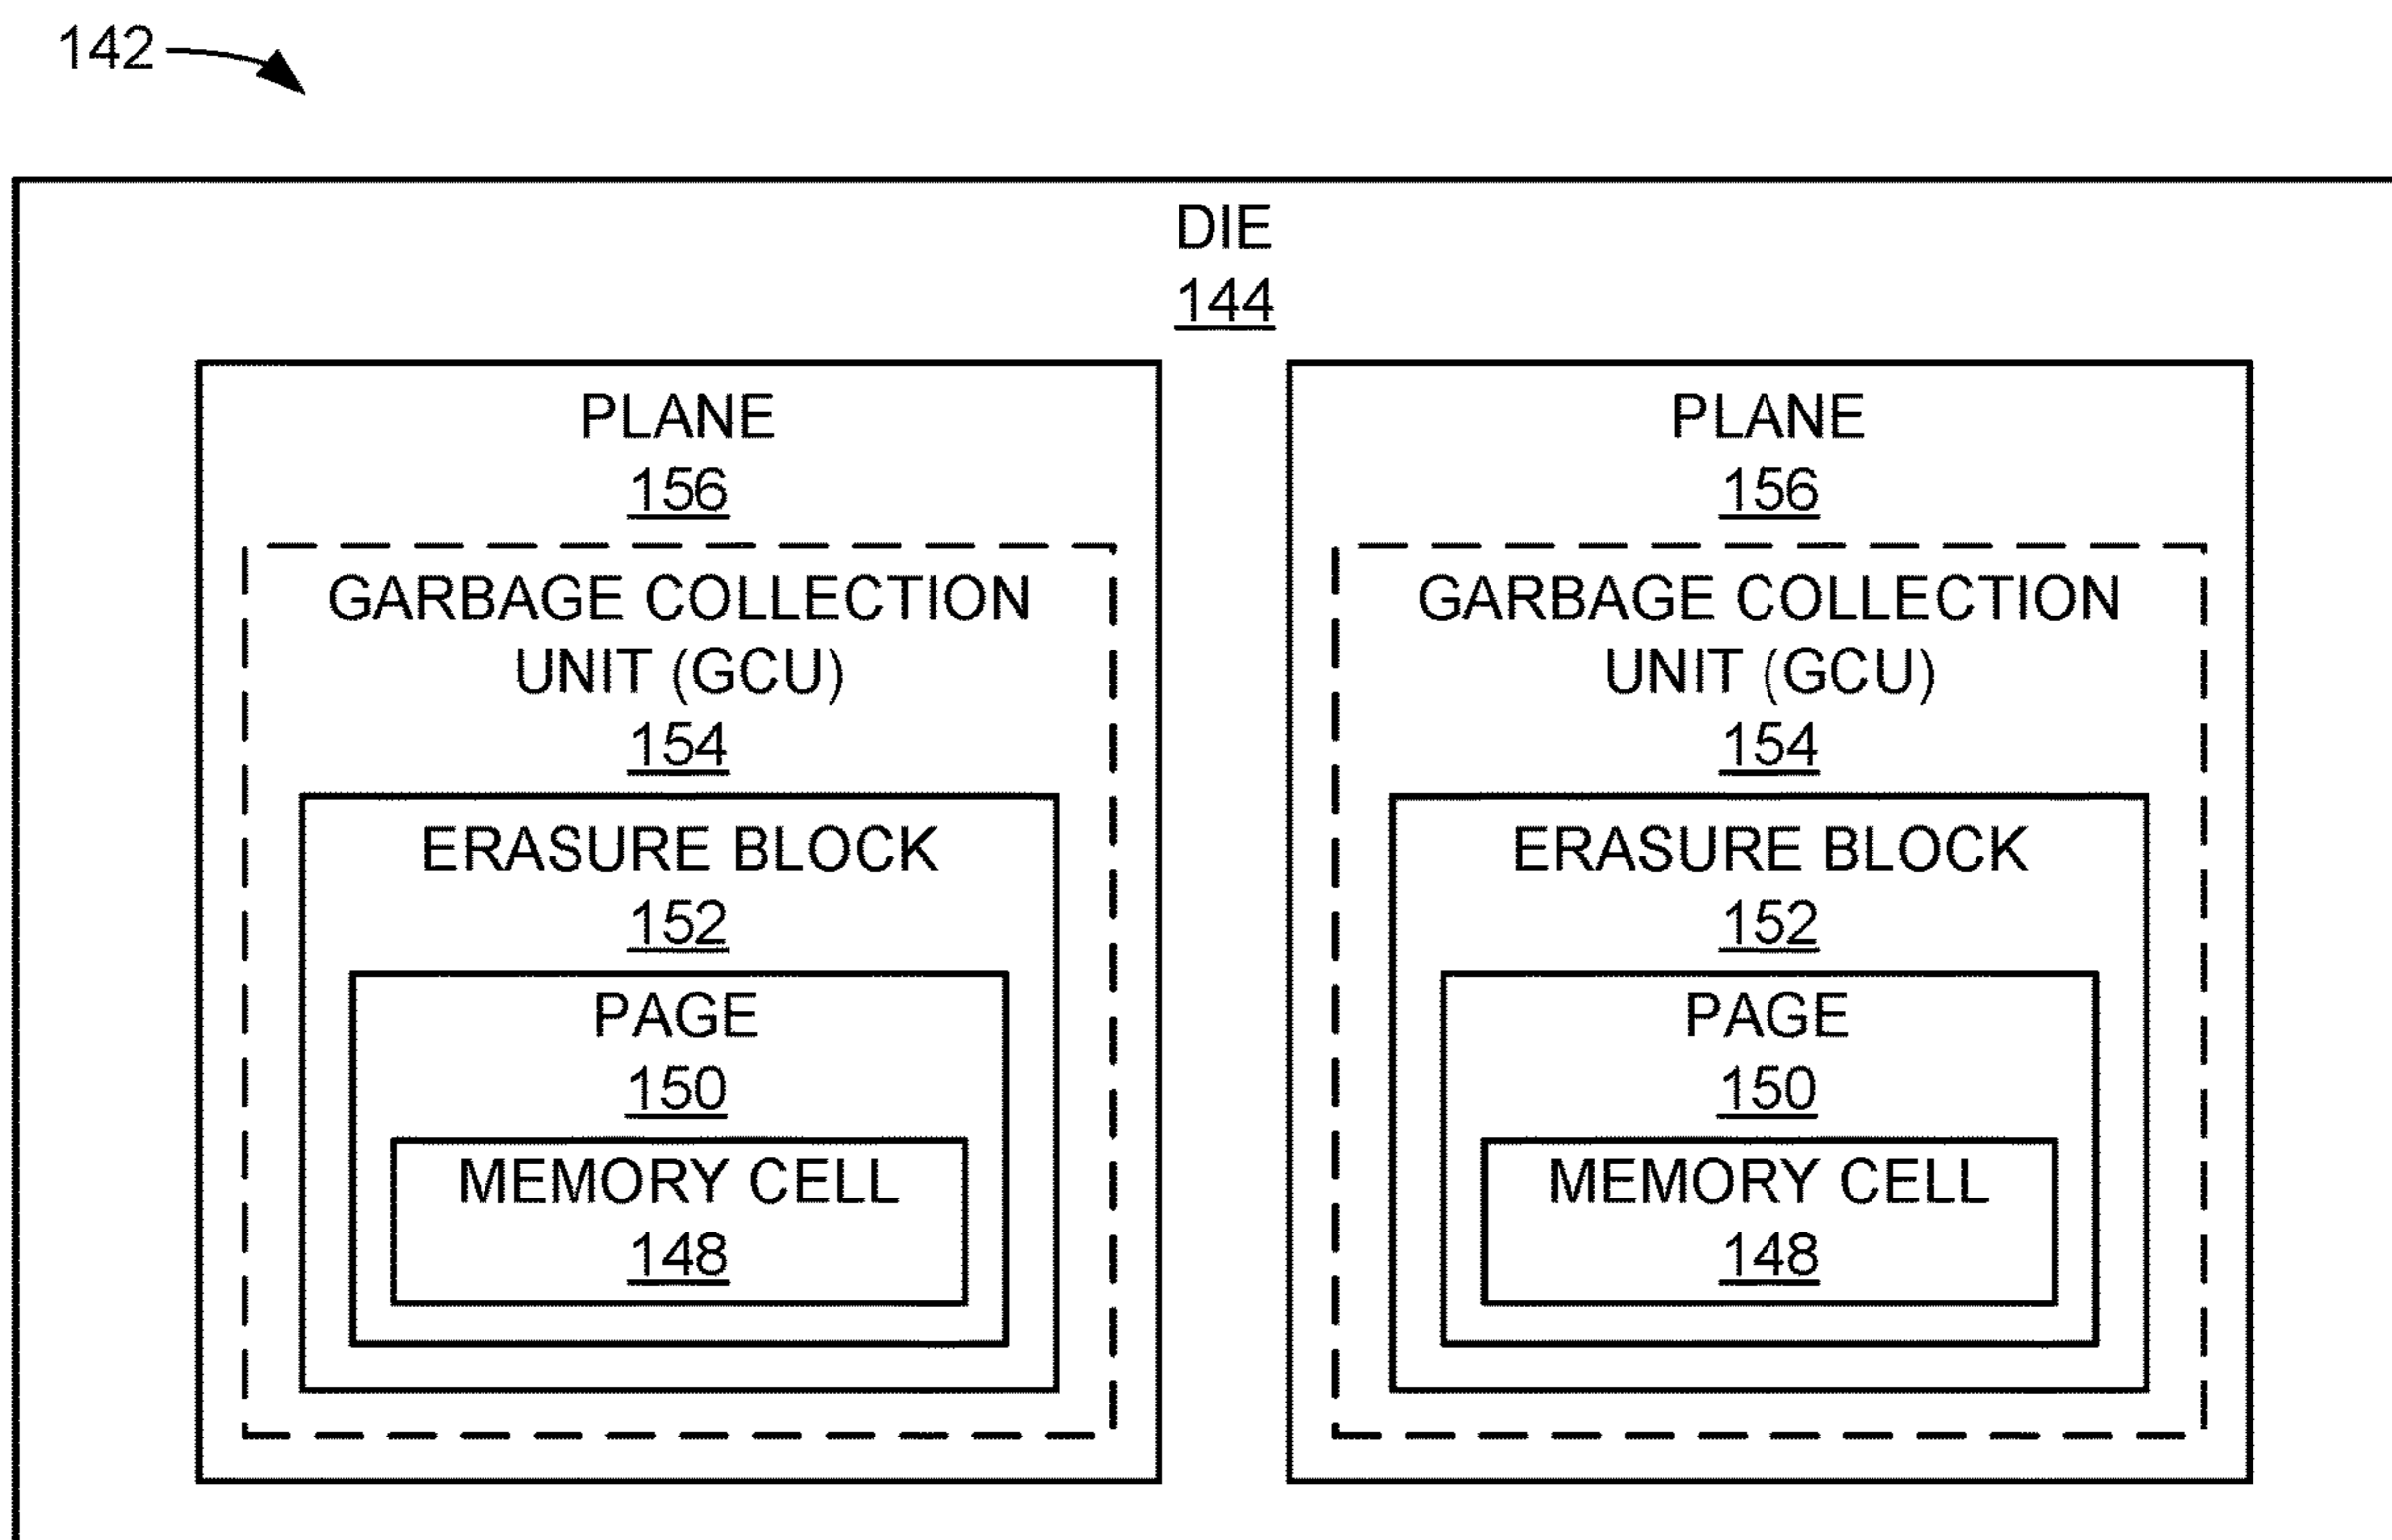 142
DIE
144
PLANE
156
GARBAGE COLLECTION
UNIT (GCU)
154
ERASURE BLOCK
152
PAGE
150
MEMORY CELL
148
PLANE
156
GARBAGE COLLECTION
UNIT (GCU)
154
ERASURE BLOCK
152
PAGE
150
MEMORY CELL
148